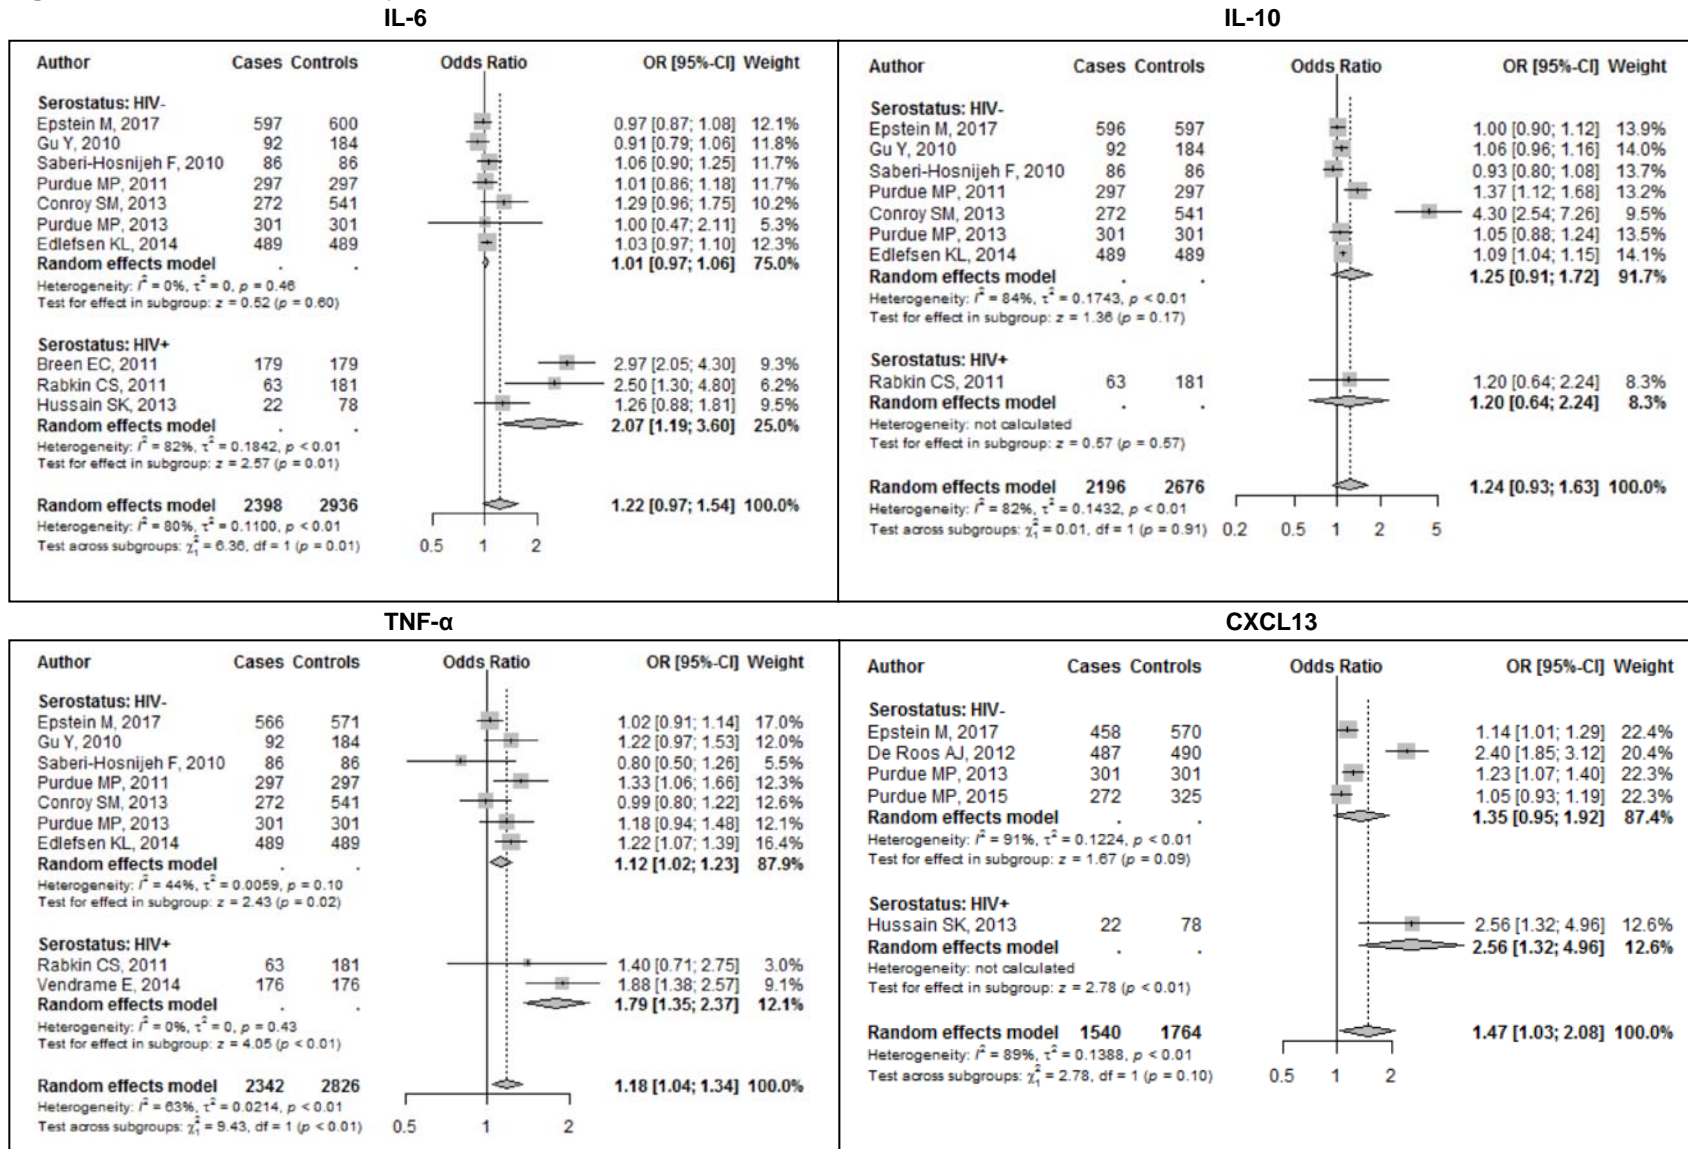 IL-6
Author Cases Controls Odds Ratio OR [95%-CI] Weight
Serostatus: HIV-
Epstein M, 2017 597 600 0.97 [0.87; 1.08] 12.1%
Gu Y, 2010 92 184 0.91 [0.79; 1.06] 11.8%
Saberi-Hosnijeh F, 2010 86 86 1.06 [0.90; 1.25] 11.7%
Purdue MP, 2011 297 297 1.01 [0.86; 1.18] 11.7%
Conroy SM, 2013 272 541 1.29 [0.96; 1.75] 10.2%
Purdue MP, 2013 301 301 1.00 [0.47; 2.11] 5.3%
Edlefsen KL, 2014 489 489 1.03 [0.97; 1.10] 12.3%
Random effects model . . 1.01 [0.97; 1.06] 75.0%
Heterogeneity: I² = 0%, τ² = 0, p = 0.46
Test for effect in subgroup: z = 0.52 (p = 0.60)
Serostatus: HIV+
Breen EC, 2011 179 179 2.97 [2.05; 4.30] 9.3%
Rabkin CS, 2011 63 181 2.50 [1.30; 4.80] 6.2%
Hussain SK, 2013 22 78 1.26 [0.88; 1.81] 9.5%
Random effects model . . 2.07 [1.19; 3.60] 25.0%
Heterogeneity: I² = 82%, τ² = 0.1842, p < 0.01
Test for effect in subgroup: z = 2.57 (p = 0.01)
Random effects model 2398 2936 1.22 [0.97; 1.54] 100.0%
Heterogeneity: I² = 80%, τ² = 0.1100, p < 0.01
Test across subgroups: χ₁² = 6.36, df = 1 (p = 0.01)
0.5 1 2
IL-10
Author Cases Controls Odds Ratio OR [95%-CI] Weight
Serostatus: HIV-
Epstein M, 2017 596 597 1.00 [0.90; 1.12] 13.9%
Gu Y, 2010 92 184 1.06 [0.96; 1.16] 14.0%
Saberi-Hosnijeh F, 2010 86 86 0.93 [0.80; 1.08] 13.7%
Purdue MP, 2011 297 297 1.37 [1.12; 1.68] 13.2%
Conroy SM, 2013 272 541 4.30 [2.54; 7.26] 9.5%
Purdue MP, 2013 301 301 1.05 [0.88; 1.24] 13.5%
Edlefsen KL, 2014 489 489 1.09 [1.04; 1.15] 14.1%
Random effects model . . 1.25 [0.91; 1.72] 91.7%
Heterogeneity: I² = 84%, τ² = 0.1743, p < 0.01
Test for effect in subgroup: z = 1.36 (p = 0.17)
Serostatus: HIV+
Rabkin CS, 2011 63 181 1.20 [0.64; 2.24] 8.3%
Random effects model . . 1.20 [0.64; 2.24] 8.3%
Heterogeneity: not calculated
Test for effect in subgroup: z = 0.57 (p = 0.57)
Random effects model 2196 2676 1.24 [0.93; 1.63] 100.0%
Heterogeneity: I² = 82%, τ² = 0.1432, p < 0.01
Test across subgroups: χ₁² = 0.01, df = 1 (p = 0.91)
0.2 0.5 1 2 5
TNF-α
Author Cases Controls Odds Ratio OR [95%-CI] Weight
Serostatus: HIV-
Epstein M, 2017 566 571 1.02 [0.91; 1.14] 17.0%
Gu Y, 2010 92 184 1.22 [0.97; 1.53] 12.0%
Saberi-Hosnijeh F, 2010 86 86 0.80 [0.50; 1.26] 5.5%
Purdue MP, 2011 297 297 1.33 [1.06; 1.66] 12.3%
Conroy SM, 2013 272 541 0.99 [0.80; 1.22] 12.6%
Purdue MP, 2013 301 301 1.18 [0.94; 1.48] 12.1%
Edlefsen KL, 2014 489 489 1.22 [1.07; 1.39] 16.4%
Random effects model . . 1.12 [1.02; 1.23] 87.9%
Heterogeneity: I² = 44%, τ² = 0.0059, p = 0.10
Test for effect in subgroup: z = 2.43 (p = 0.02)
Serostatus: HIV+
Rabkin CS, 2011 63 181 1.40 [0.71; 2.75] 3.0%
Vendrame E, 2014 176 176 1.88 [1.38; 2.57] 9.1%
Random effects model . . 1.79 [1.35; 2.37] 12.1%
Heterogeneity: I² = 0%, τ² = 0, p = 0.43
Test for effect in subgroup: z = 4.05 (p < 0.01)
Random effects model 2342 2826 1.18 [1.04; 1.34] 100.0%
Heterogeneity: I² = 63%, τ² = 0.0214, p < 0.01
Test across subgroups: χ₁² = 9.43, df = 1 (p < 0.01)
0.5 1 2
CXCL13
Author Cases Controls Odds Ratio OR [95%-CI] Weight
Serostatus: HIV-
Epstein M, 2017 458 570 1.14 [1.01; 1.29] 22.4%
De Roos AJ, 2012 487 490 2.40 [1.85; 3.12] 20.4%
Purdue MP, 2013 301 301 1.23 [1.07; 1.40] 22.3%
Purdue MP, 2015 272 325 1.05 [0.93; 1.19] 22.3%
Random effects model . . 1.35 [0.95; 1.92] 87.4%
Heterogeneity: I² = 91%, τ² = 0.1224, p < 0.01
Test for effect in subgroup: z = 1.67 (p = 0.09)
Serostatus: HIV+
Hussain SK, 2013 22 78 2.56 [1.32; 4.96] 12.6%
Random effects model . . 2.56 [1.32; 4.96] 12.6%
Heterogeneity: not calculated
Test for effect in subgroup: z = 2.78 (p < 0.01)
Random effects model 1540 1764 1.47 [1.03; 2.08] 100.0%
Heterogeneity: I² = 89%, τ² = 0.1388, p < 0.01
Test across subgroups: χ₁² = 2.78, df = 1 (p = 0.10)
0.5 1 2